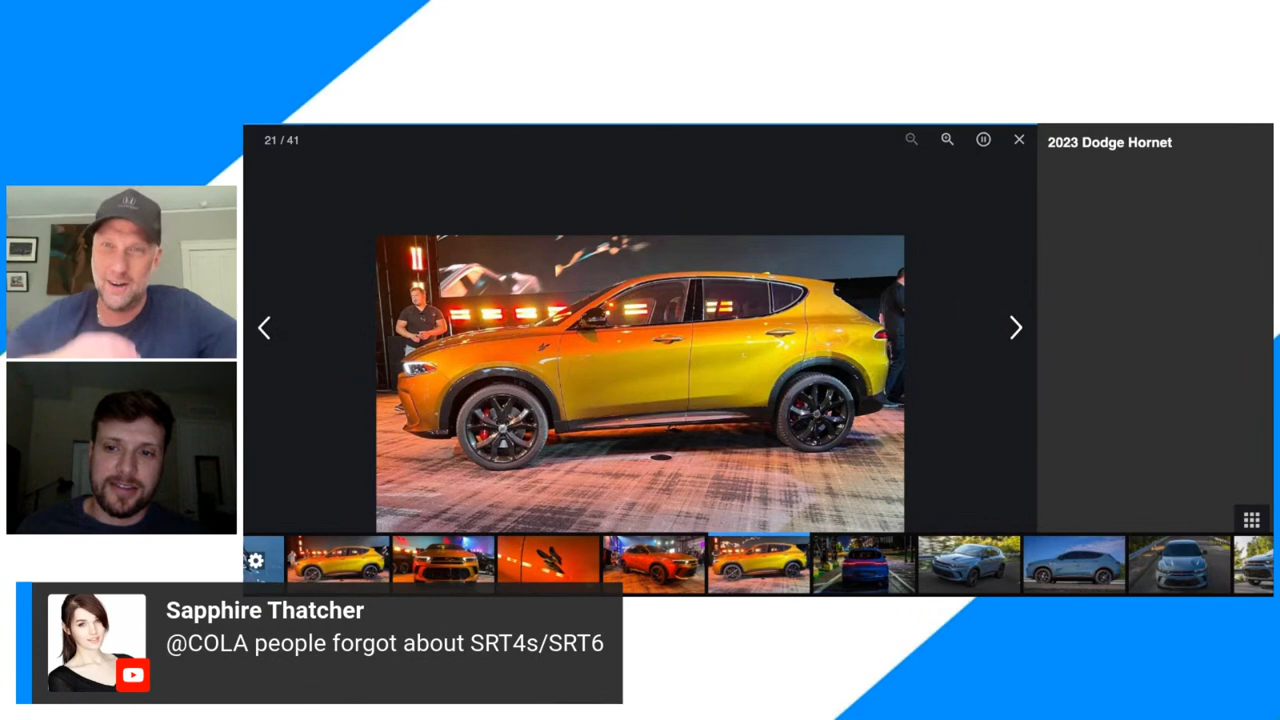 21 / 41
2023 Dodge Hornet
Sapphire Thatcher
@COLA people forgot about SRT4s/SRT6